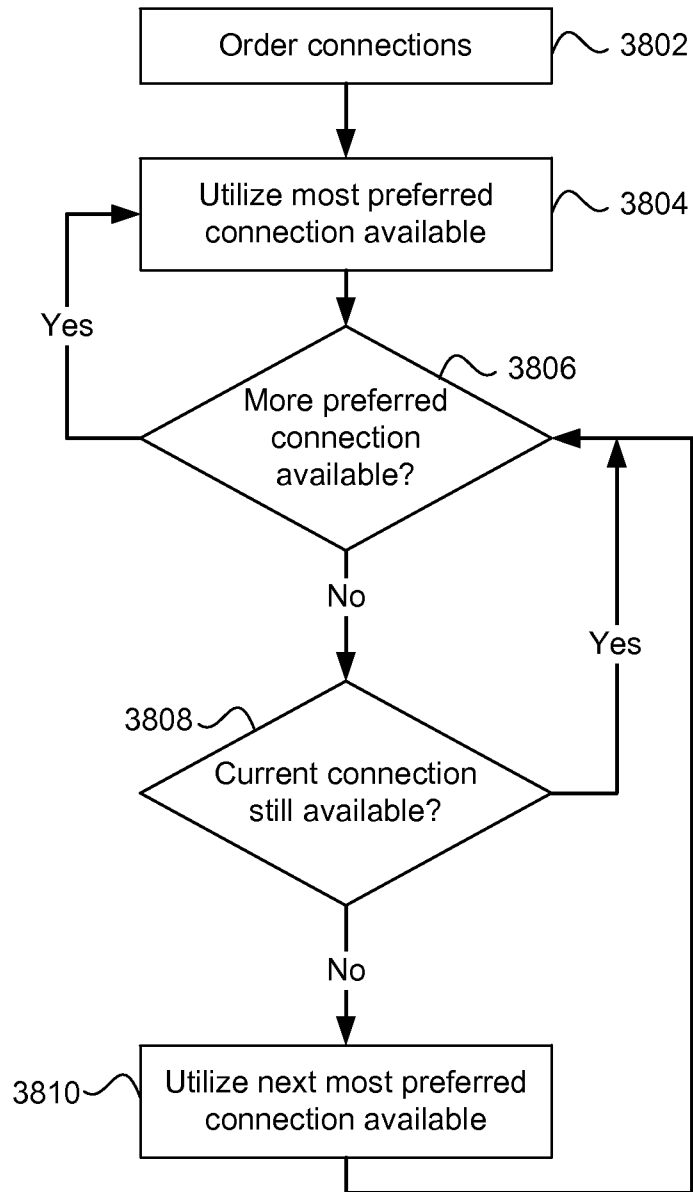 Order connections
3802
Utilize most preferred
connection available
3804
Yes
3806
More preferred
connection
available?
No
Yes
3808
Current connection
still available?
No
3810
Utilize next most preferred
connection available